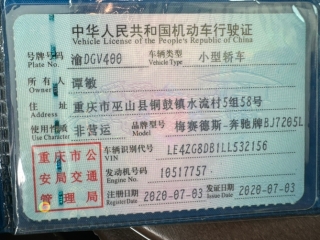 中华人民共和国机动车行驶证
Vehicle License of the People's Republic of China
号牌号码 渝DGV400 车辆类型 小型轿车
Plate No. Vehicle Type
所有人 谭敏
Owner
住址 重庆市巫山县铜鼓镇水流村5组58号
Address
使用性质 非营运 品牌型号 梅赛德斯-奔驰牌BJ7205L
Use Character Model
重庆市公安局交通管理局
车辆识别代号 LE4ZG8DB1LL532156
VIN
发动机号码 10517757
Engine No.
注册日期 2020-07-03 发证日期 2020-07-03
Register Date Issue Date